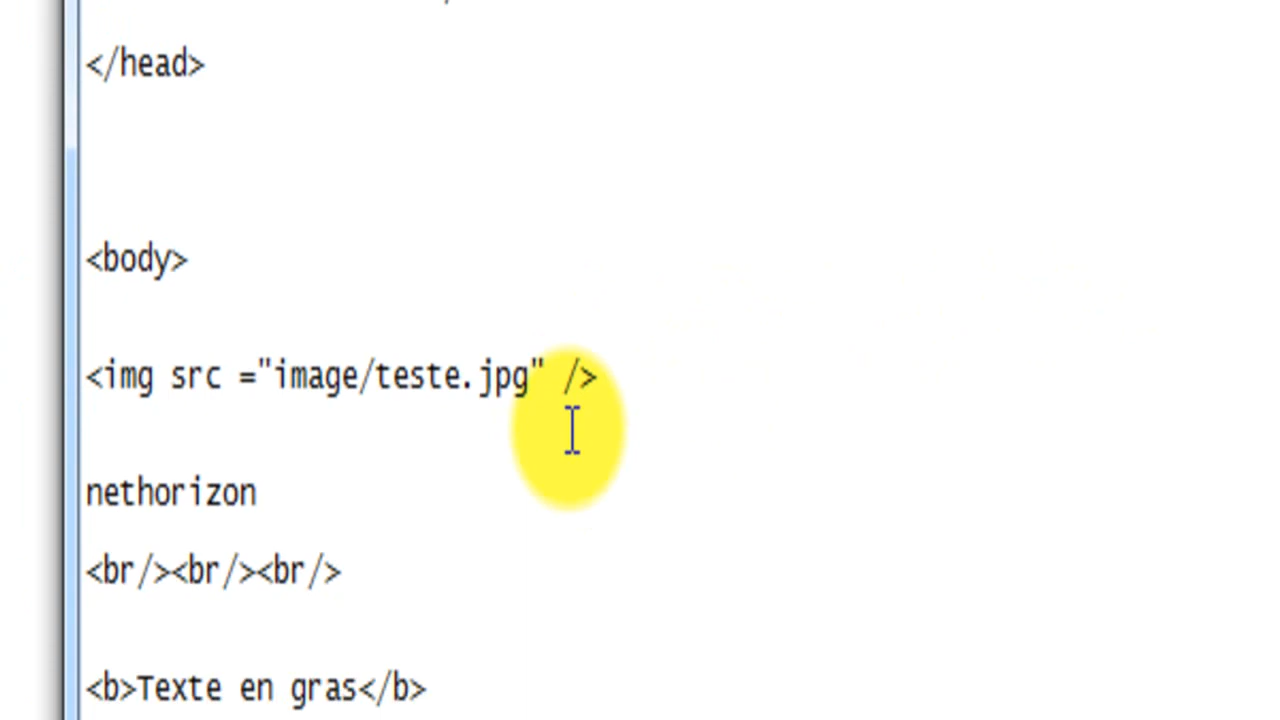 </head>
<body>
<img src ="image/teste.jpg" />
nethorizon
<br/><br/><br/>
<b>Texte en gras</b>